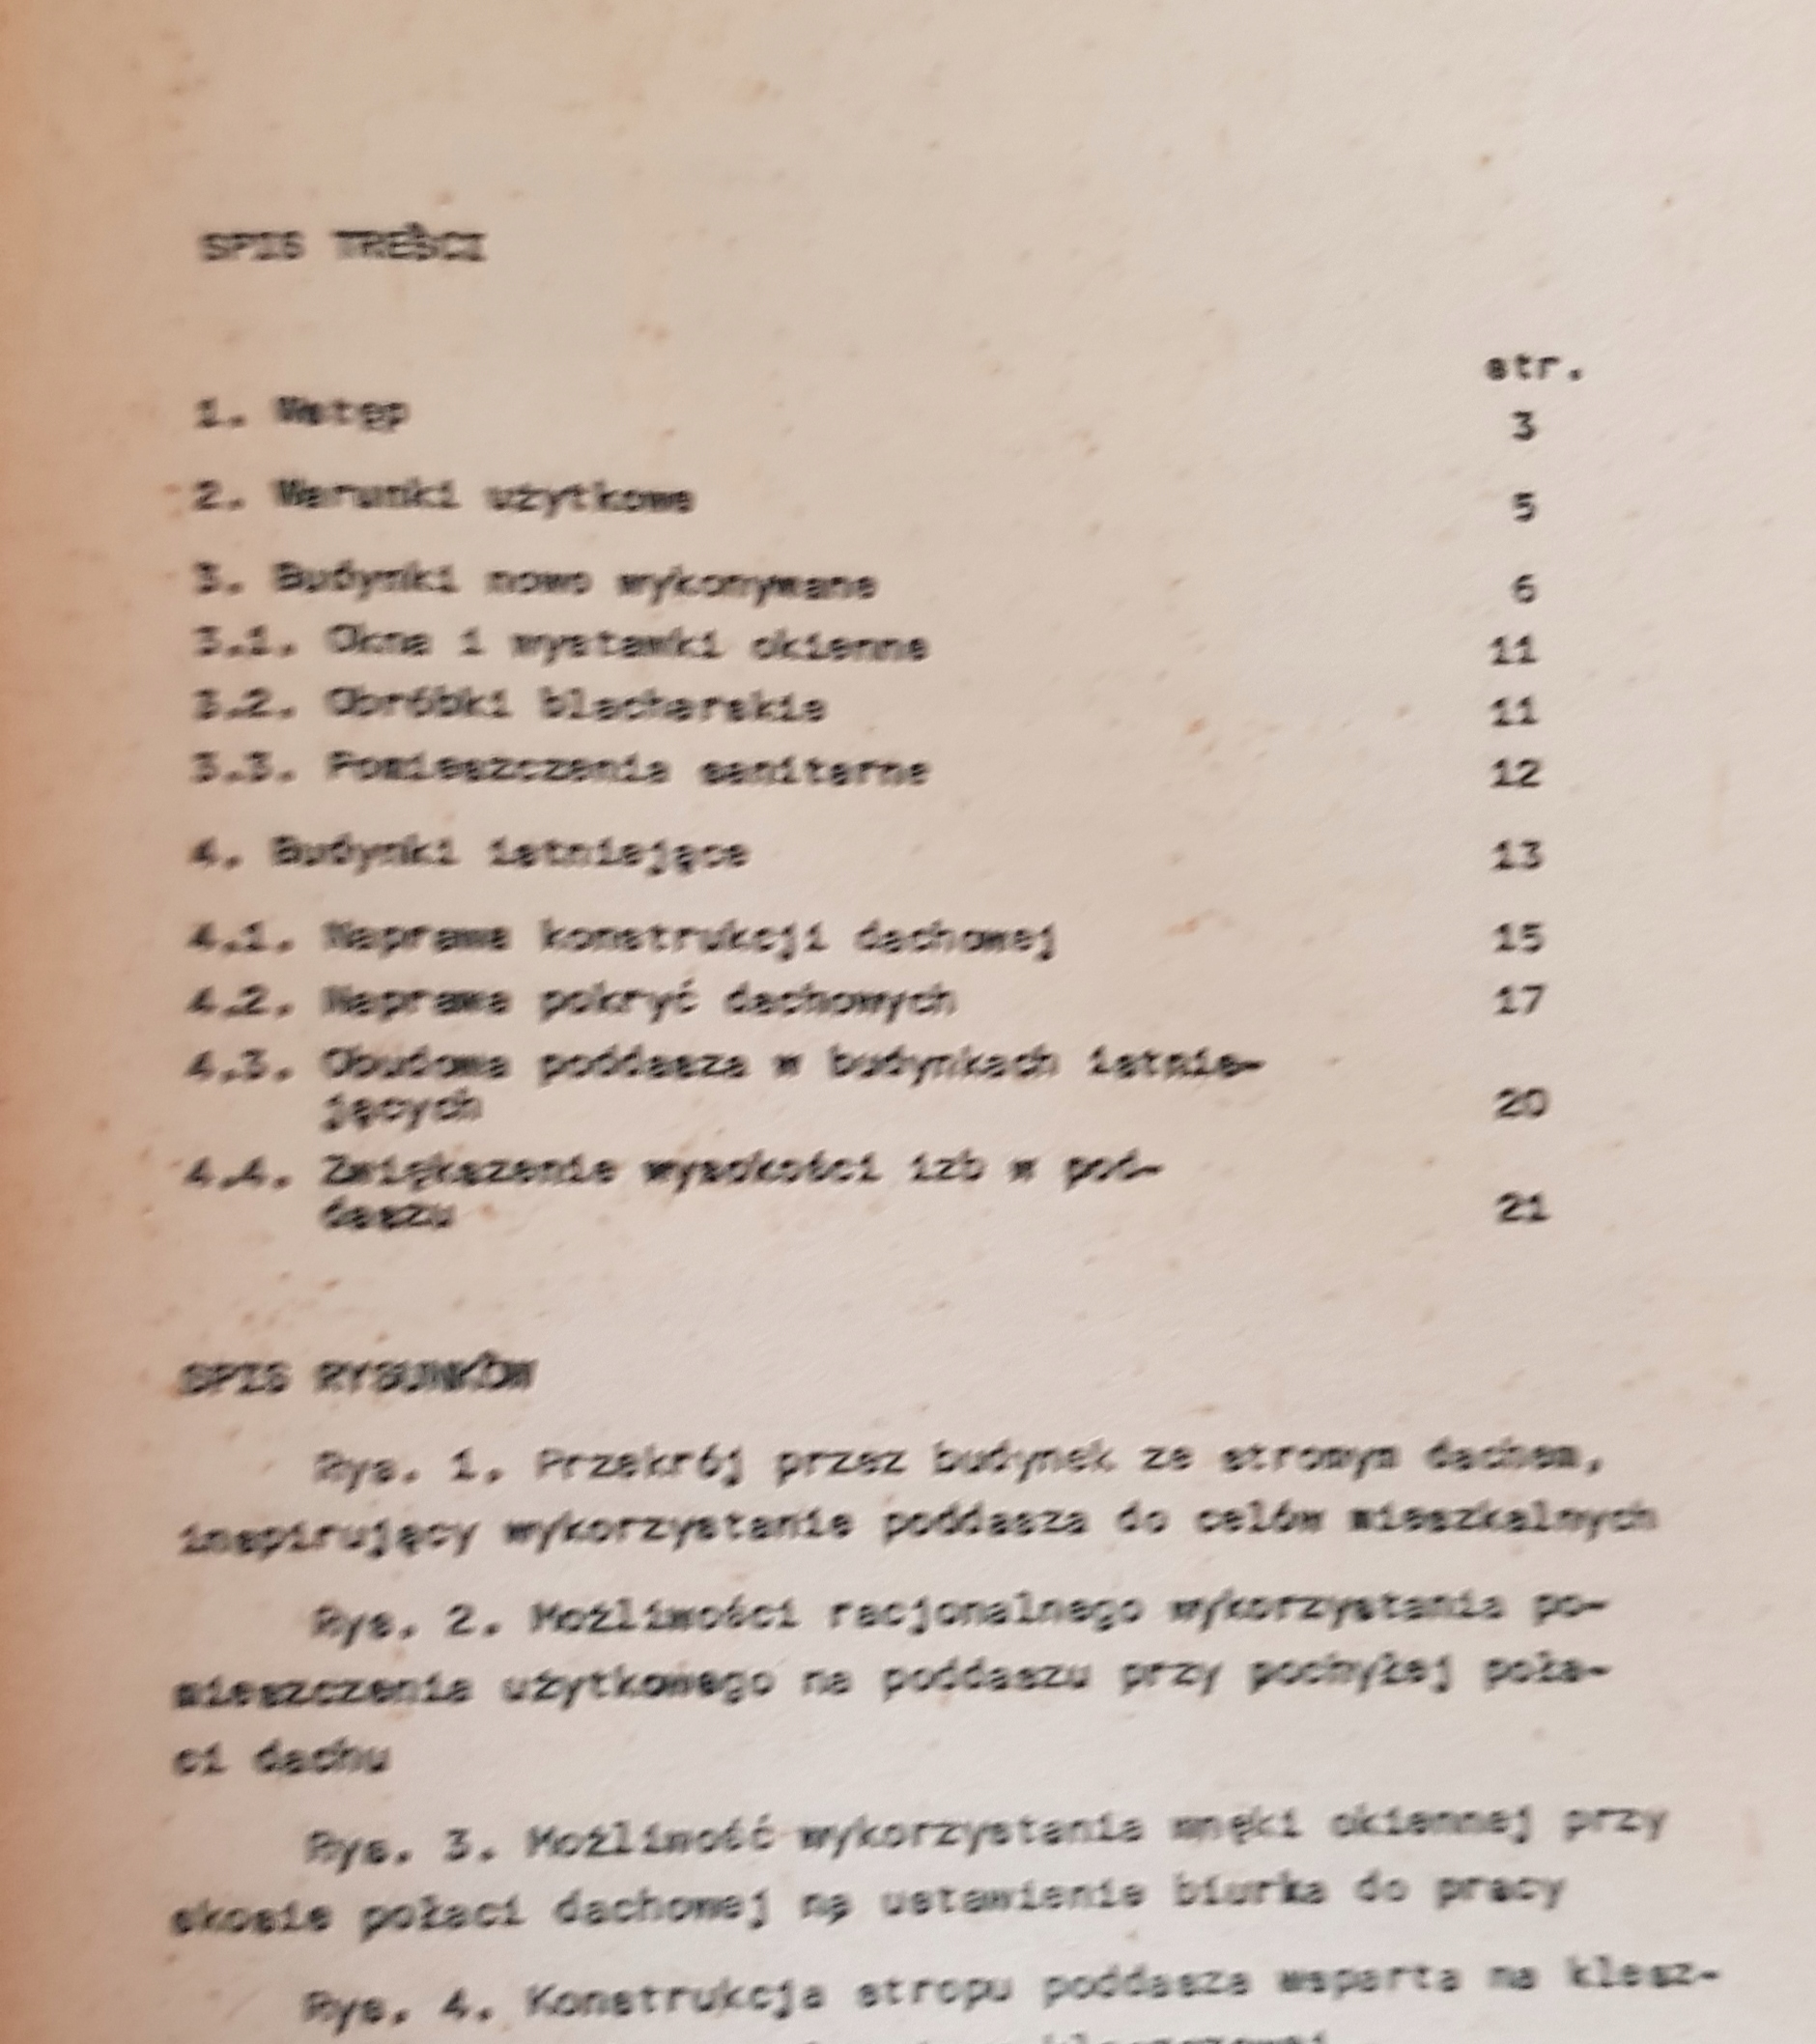 SPIS TREŚCI
str.
1. Wstęp 3
2. Warunki użytkowe 5
3. Budynki nowo wykonywane 6
3.1. Okna i wystawki okienne 11
3.2. Obróbki blacharskie 11
3.3. Pomieszczenia sanitarne 12
4. Budynki istniejące 13
4.1. Naprawa konstrukcji dachowej 15
4.2. Naprawa pokryć dachowych 17
4.3. Obudowa poddasza w budynkach istnie-
jących 20
4.4. Zwiększenie wysokości izb w pod-
daszu 21
SPIS RYSUNKÓW
Rys. 1. Przekrój przez budynek ze stromym dachem,
inspirujący wykorzystanie poddasza do celów mieszkalnych
Rys. 2. Możliwości racjonalnego wykorzystania po-
mieszczenia użytkowego na poddaszu przy pochyłej poła-
ci dachu
Rys. 3. Możliwość wykorzystania wnęki okiennej przy
skosie połaci dachowej na ustawienie biurka do pracy
Rys. 4. Konstrukcja stropu poddasza wsparta na klesz-